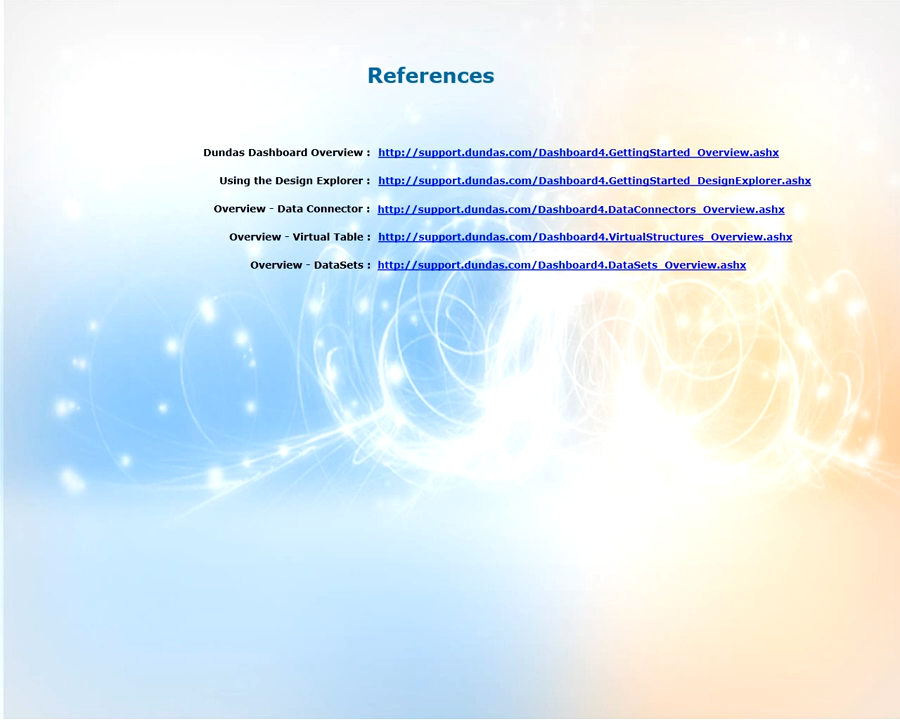 References
Dundas Dashboard Overview : http://support.dundas.com/Dashboard4.GettingStarted_Overview.ashx
Using the Design Explorer : http://support.dundas.com/Dashboard4.GettingStarted_DesignExplorer.ashx
Overview - Data Connector : http://support.dundas.com/Dashboard4.DataConnectors_Overview.ashx
Overview - Virtual Table : http://support.dundas.com/Dashboard4.VirtualStructures_Overview.ashx
Overview - DataSets : http://support.dundas.com/Dashboard4.DataSets_Overview.ashx